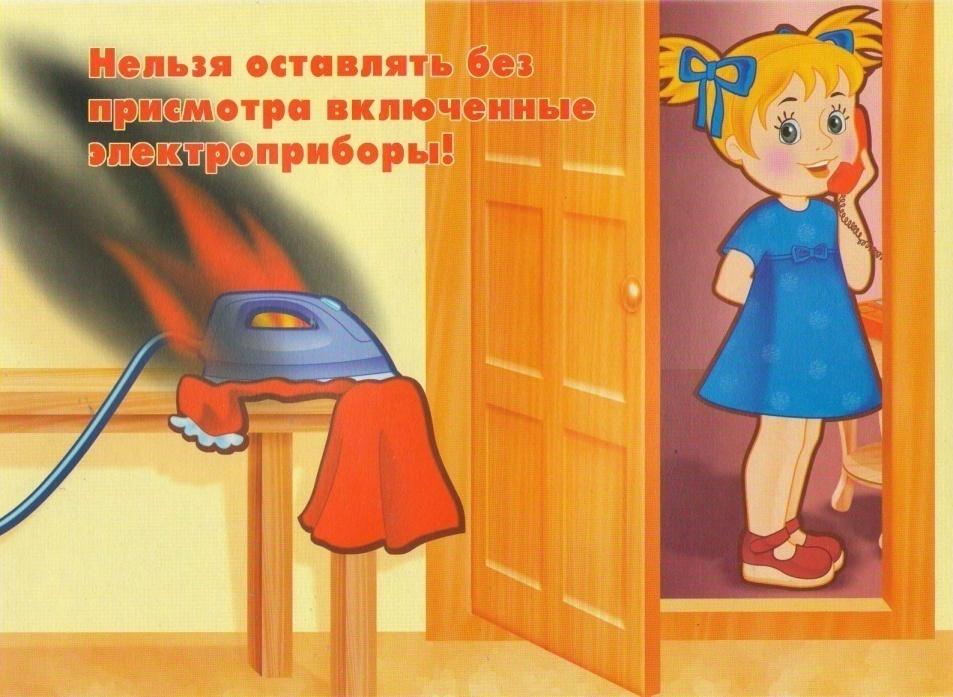 Нельзя оставлять без
присмотра включенные
электроприборы!